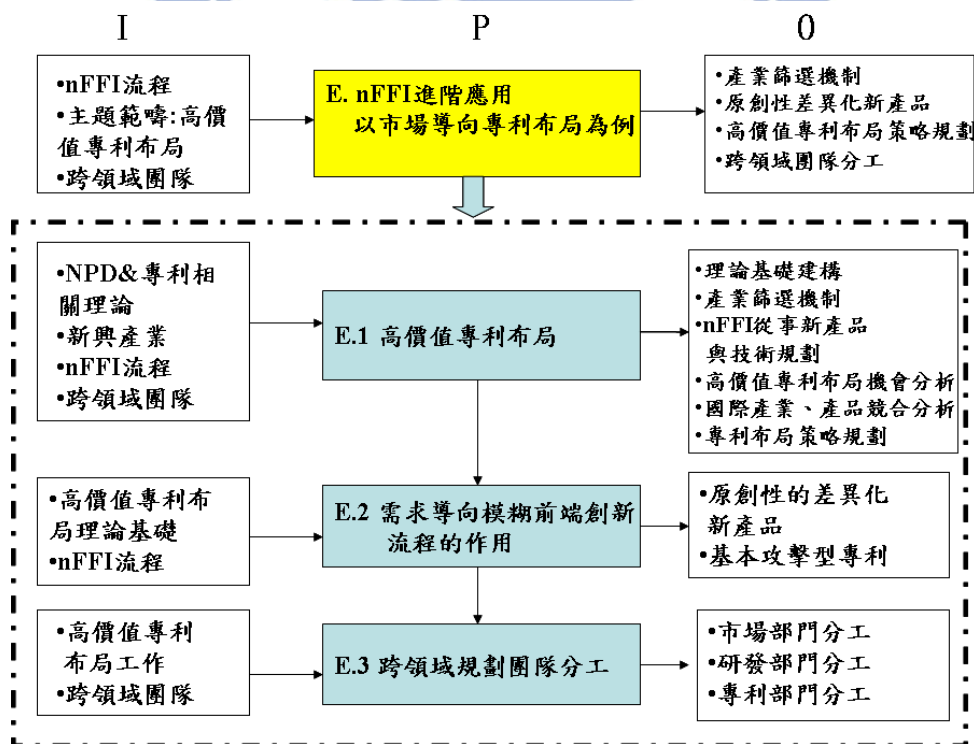 I
P
O
•nFFI流程
•主題範疇:高價
值專利布局
•跨領域團隊
E. nFFI進階應用
以市場導向專利布局為例
•產業篩選機制
•原創性差異化新產品
•高價值專利布局策略規劃
•跨領域團隊分工
•NPD&專利相
關理論
•新興產業
•nFFI流程
•跨領域團隊
E.1 高價值專利布局
•理論基礎建構
•產業篩選機制
•nFFI從事新產品
與技術規劃
•高價值專利布局機會分析
•國際產業、產品競合分析
•專利布局策略規劃
•高價值專利布
局理論基礎
•nFFI流程
E.2 需求導向模糊前端創新
流程的作用
•原創性的差異化
新產品
•基本攻擊型專利
•高價值專利
布局工作
•跨領域團隊
E.3 跨領域規劃團隊分工
•市場部門分工
•研發部門分工
•專利部門分工